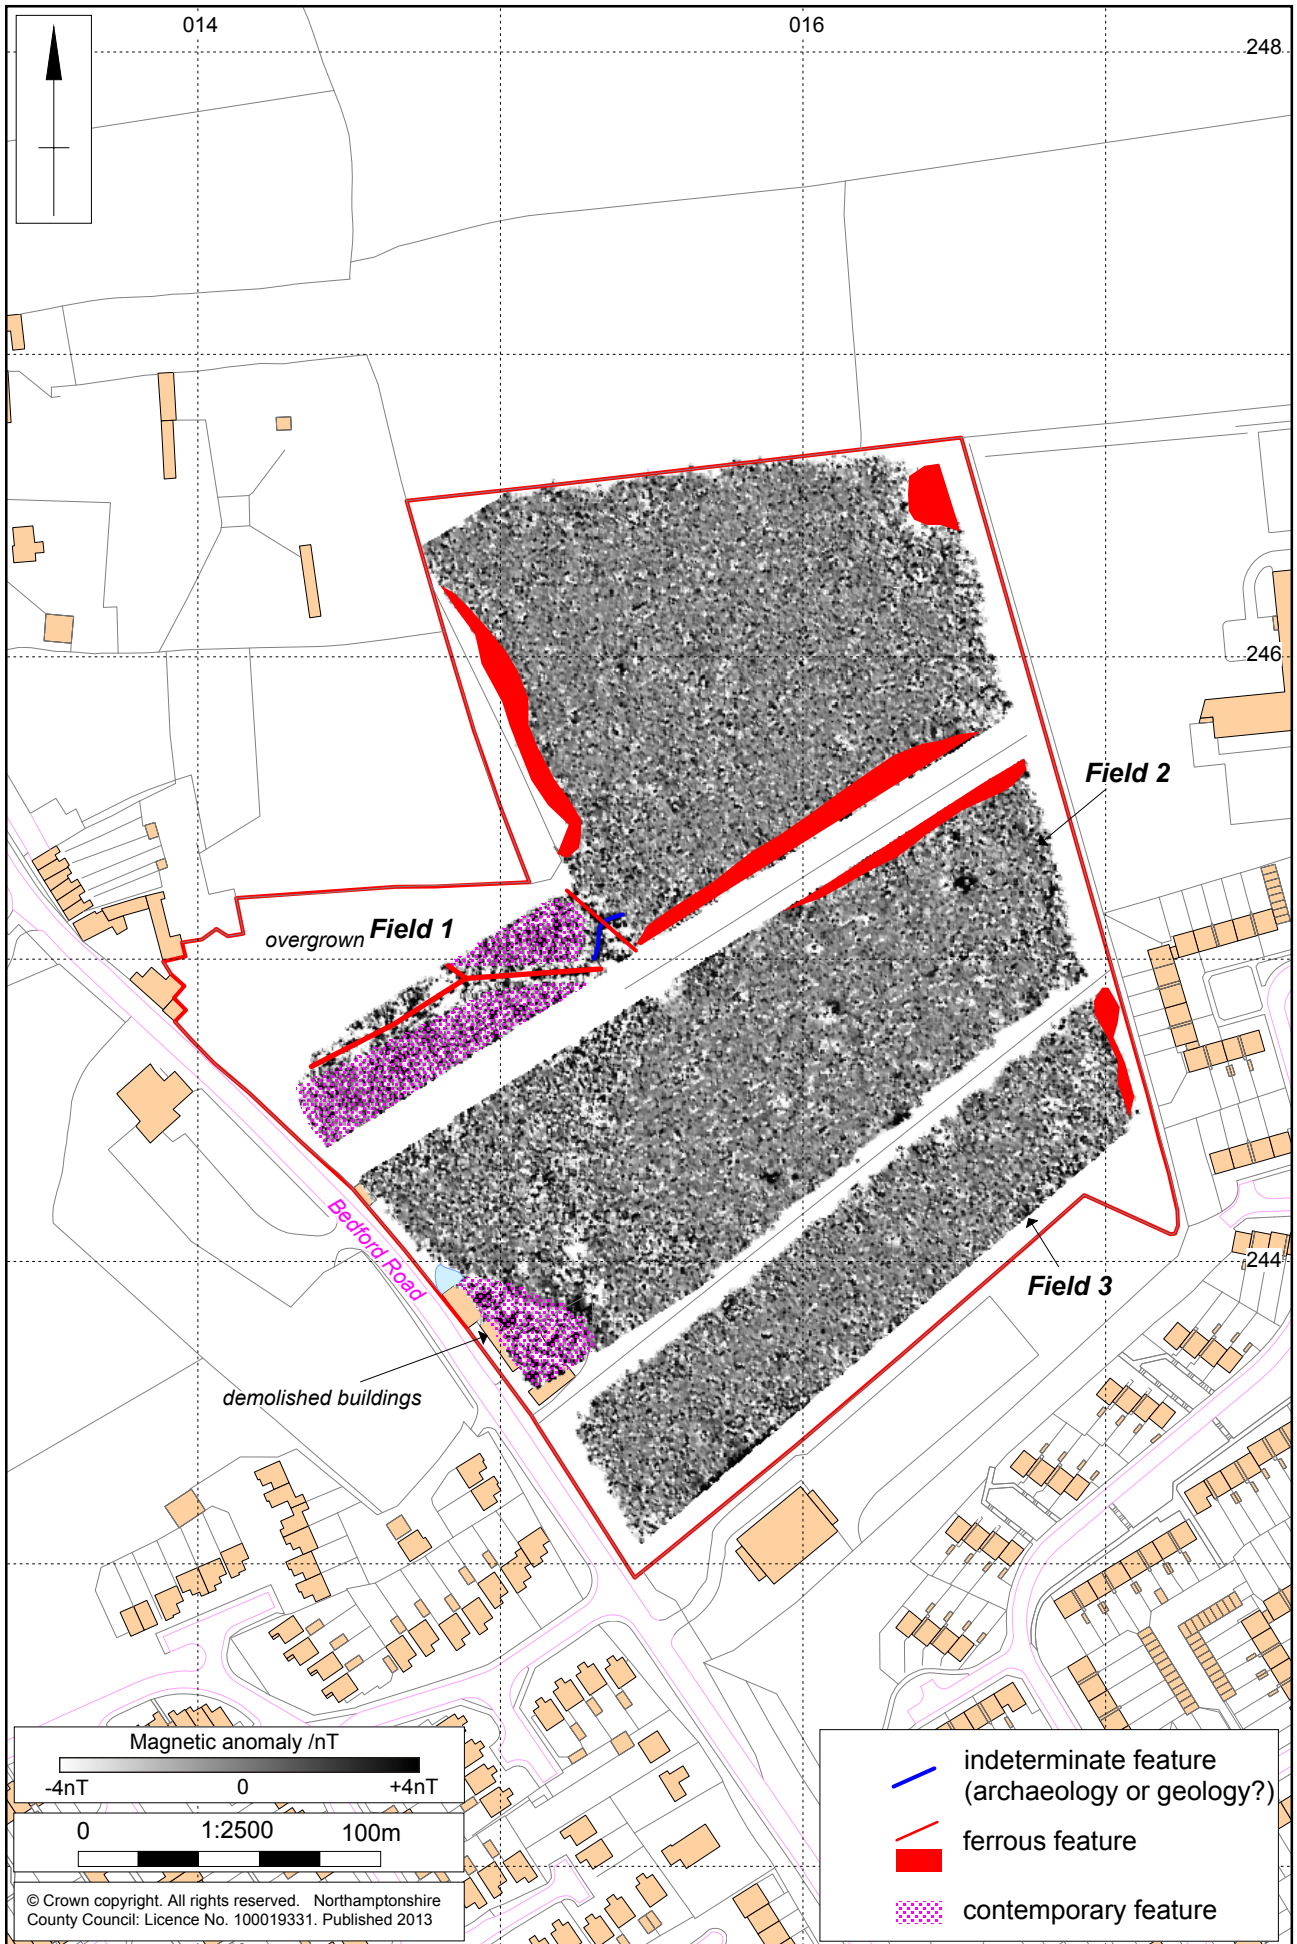 014
016
248
246
Field 2
overgrown Field 1
Bedford Road
244
Field 3
demolished buildings
Magnetic anomaly /nT
-4nT 0 +4nT
0 1:2500 100m
© Crown copyright. All rights reserved. Northamptonshire
County Council: Licence No. 100019331. Published 2013
indeterminate feature
(archaeology or geology?)
ferrous feature
contemporary feature